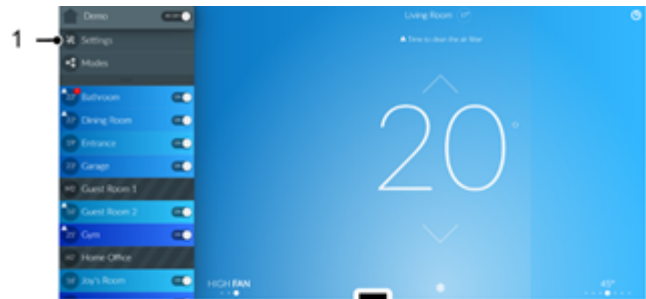 Demo
1
Settings
Modes
Bathroom
Dining Room
Entrance
Garage
Guest Room 1
Guest Room 2
Gym
Home Office
Joy's Room
Living Room
Time to clean the air filter
20°
HIGH FAN
45°